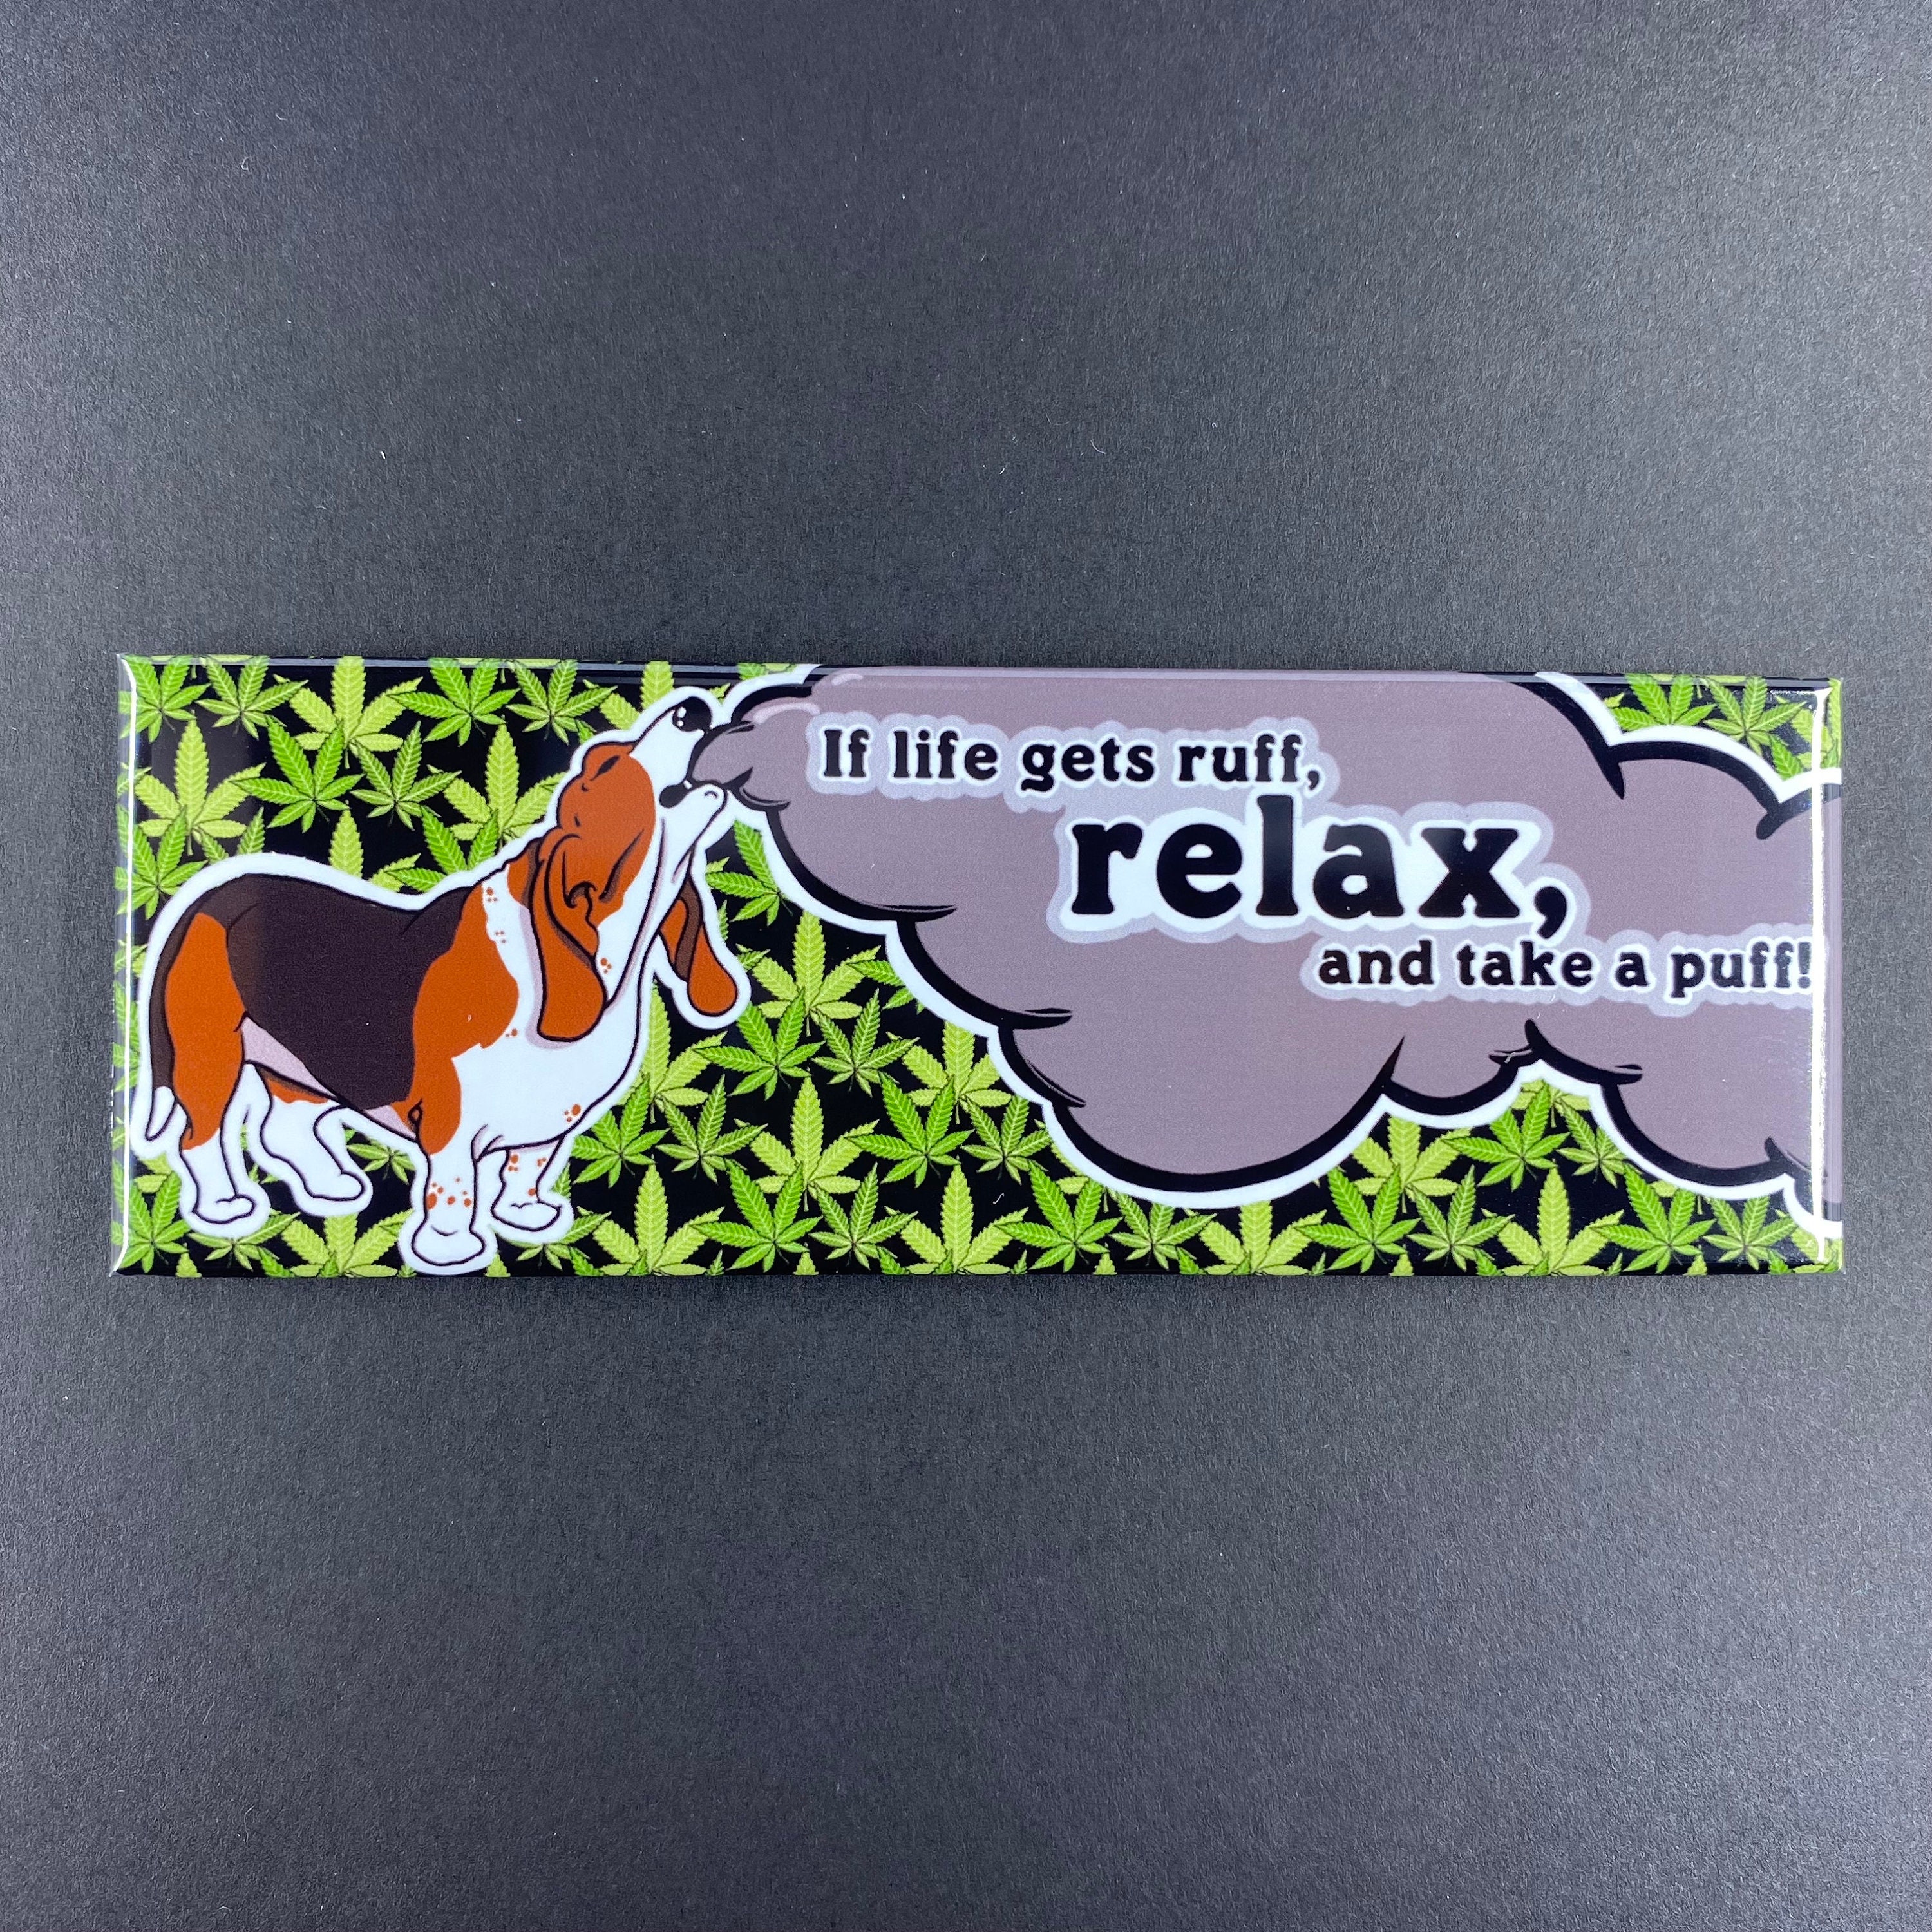 If life gets ruff,
relax,
and take a puff!